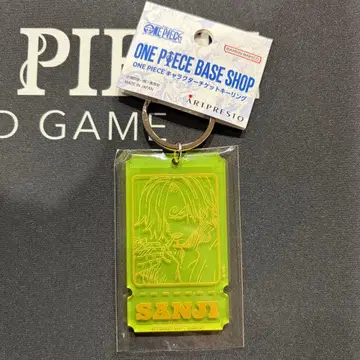 ONE PIECE
ONE PIECE BASE SHOP
ONE PIECE キャラクターチケットキーリング
MADE IN JAPAN
ARTPRESTO
PIE
D GAME
SANJI